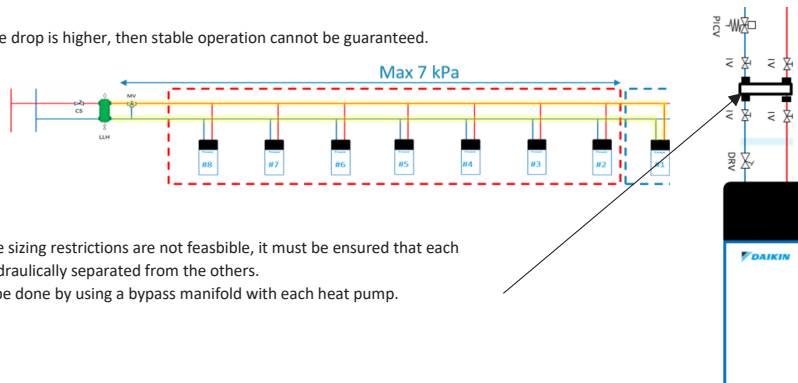 e drop is higher, then stable operation cannot be guaranteed.
Max 7 kPa
CS
MV
LLH
#8
#7
#6
#5
#4
#3
#2
#1
e sizing restrictions are not feasbible, it must be ensured that each
draulically separated from the others.
be done by using a bypass manifold with each heat pump.
PICV
IV
IV
IV
IV
DRV
DAIKIN